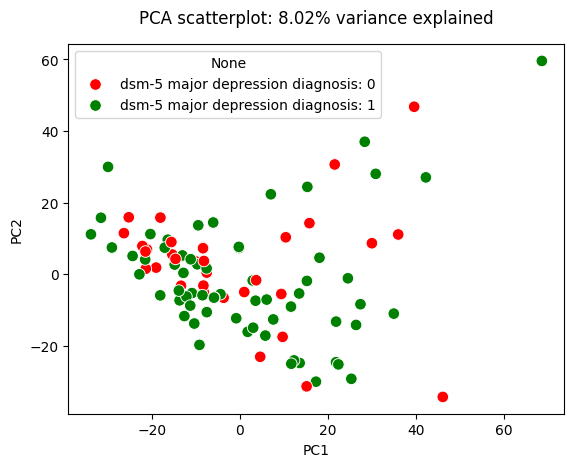 PCA scatterplot: 8.02% variance explained
None
dsm-5 major depression diagnosis: 0
dsm-5 major depression diagnosis: 1
60
40
20
0
−20
PC2
−20
0
20
40
60
PC1